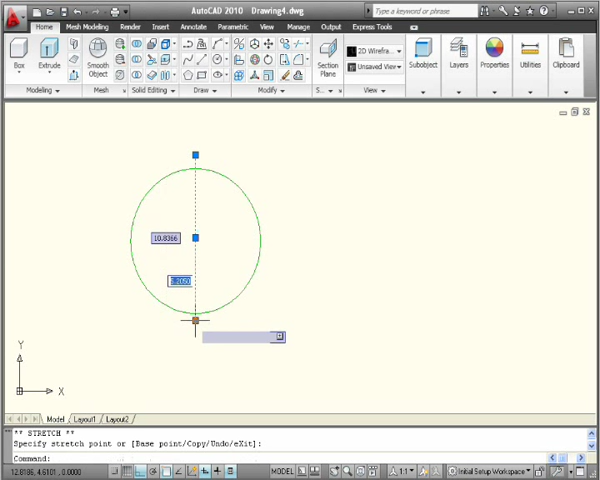 AutoCAD 2010 Drawing4.dwg
Type a keyword or phrase
Home Mesh Modeling Render Insert Annotate Parametric View Manage Output Express Tools
Box Extrude Smooth Object Section Plane 2D Wirefr... Unsaved View Subobject Layers Properties Utilities Clipboard
Modeling Mesh Solid Editing Draw Modify S... View
10.8366
Y
X
Model Layout1 Layout2
** STRETCH **
Specify stretch point or [Base point/Copy/Undo/eXit]:
Command:
12.8186, 4.6101, 0.0000 MODEL 1:1 Initial Setup Workspace